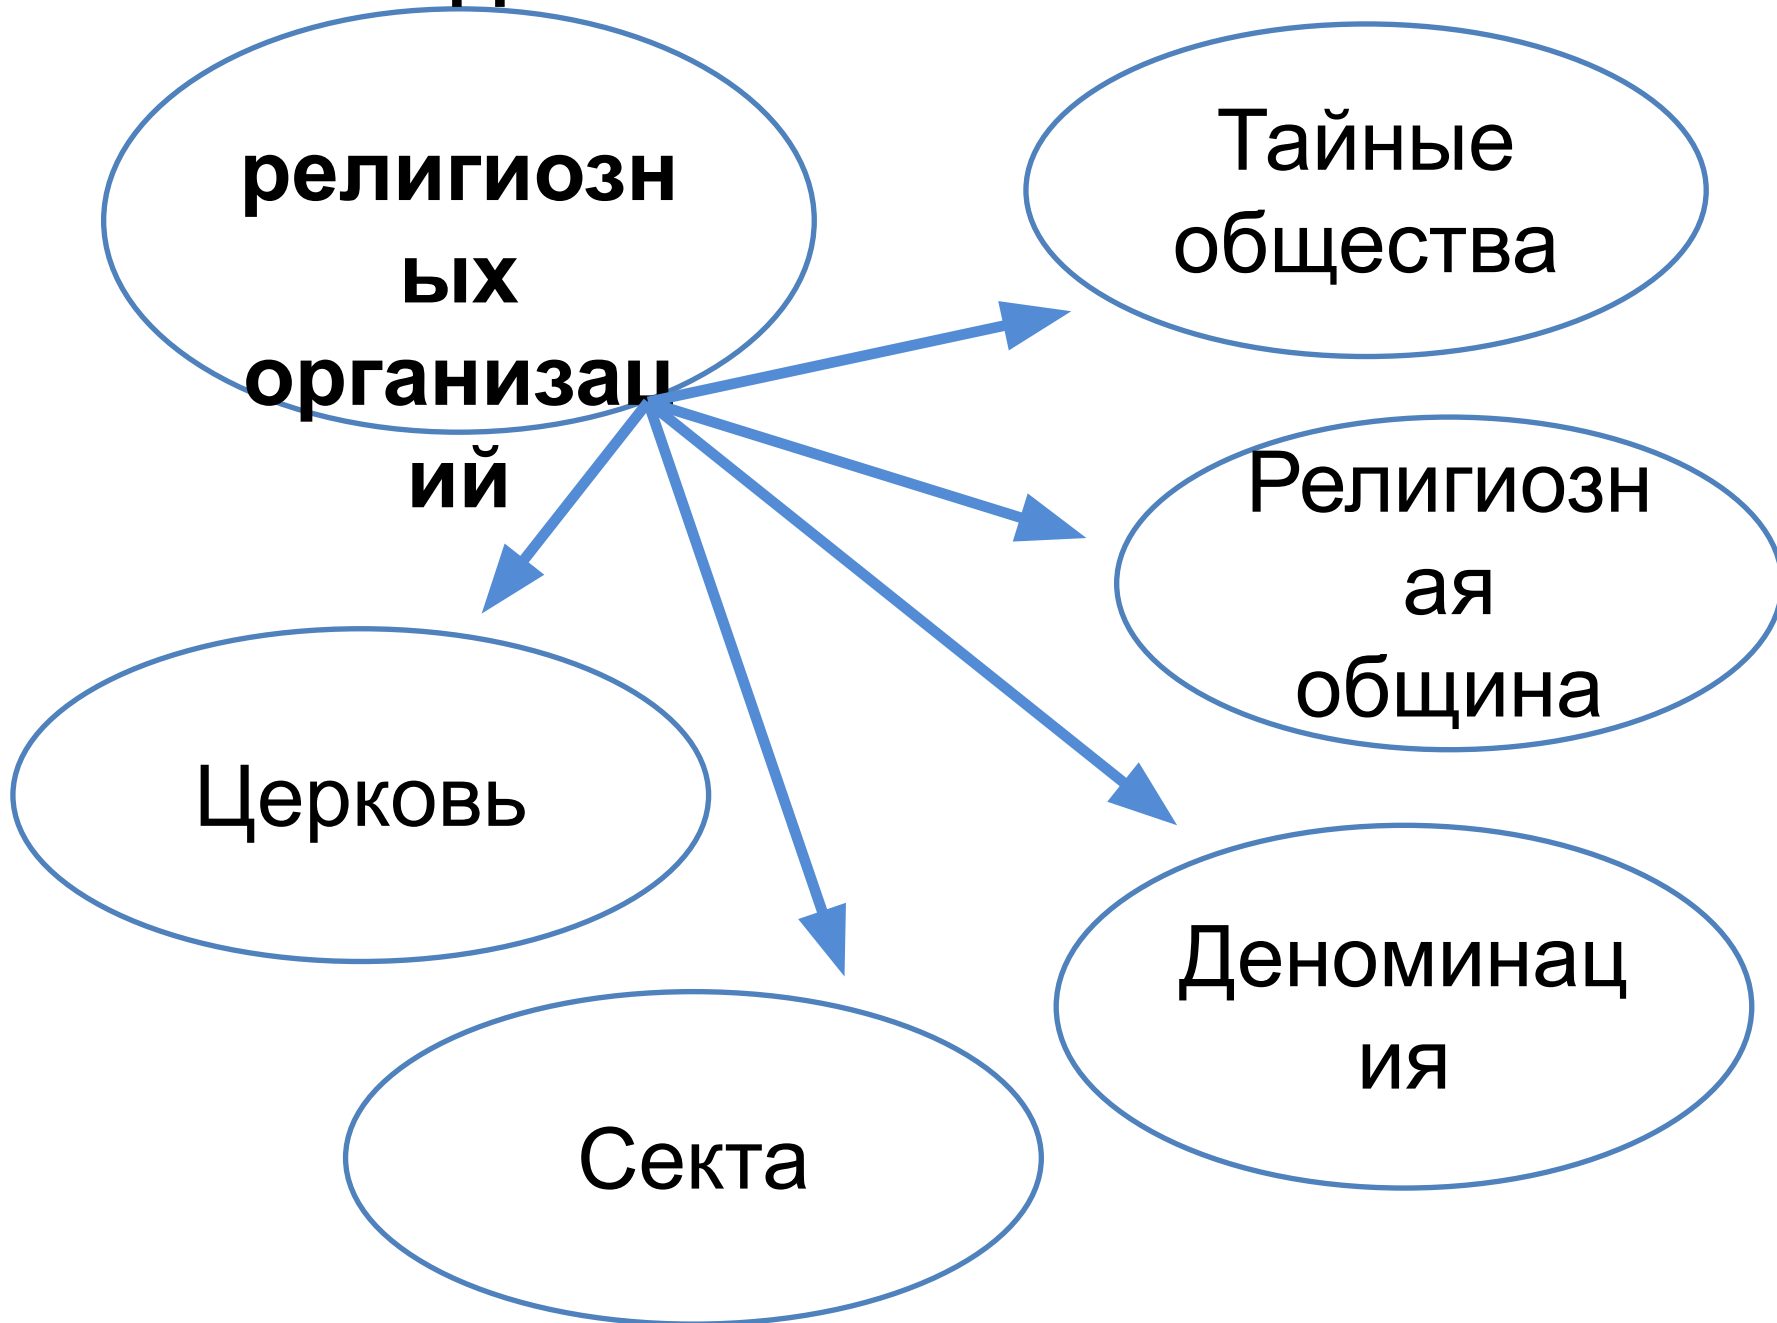 религиозн
ых
организац
ий
Тайные
общества
Религиозн
ая
община
Церковь
Деноминац
ия
Секта